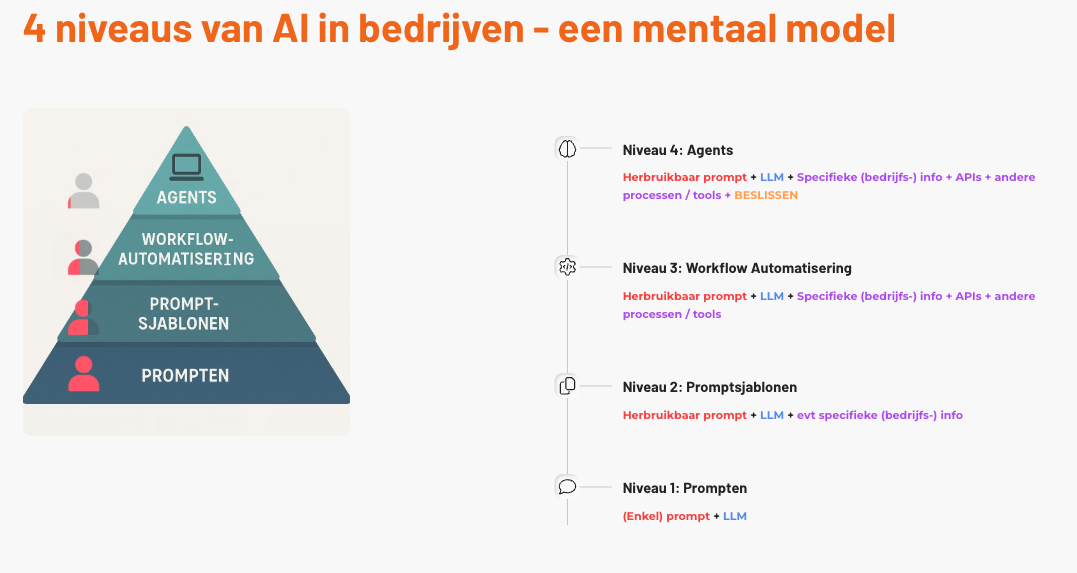 4 niveaus van AI in bedrijven - een mentaal model
AGENTS
WORKFLOW-
AUTOMATISERING
PROMPT-
SJABLONEN
PROMPTEN
Niveau 4: Agents
Herbruikbaar prompt + LLM + Specifieke (bedrijfs-) info + APIs + andere
processen / tools + BESLISSEN
Niveau 3: Workflow Automatisering
Herbruikbaar prompt + LLM + Specifieke (bedrijfs-) info + APIs + andere
processen / tools
Niveau 2: Promptsjablonen
Herbruikbaar prompt + LLM + evt specifieke (bedrijfs-) info
Niveau 1: Prompten
(Enkel) prompt + LLM